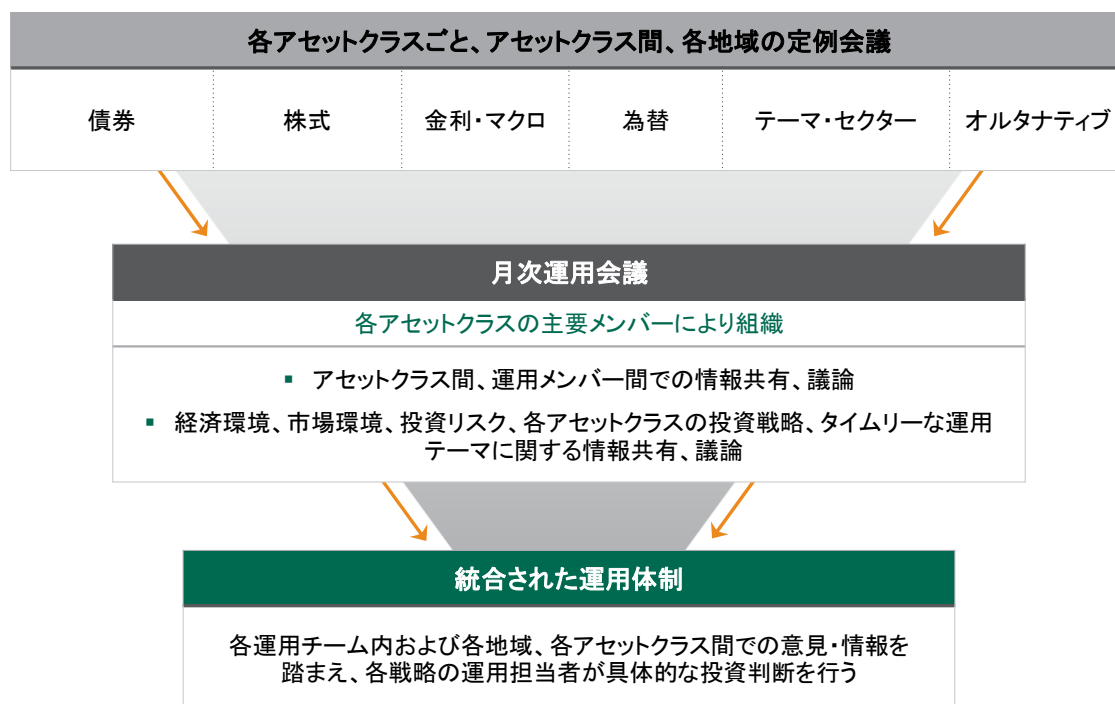 各アセットクラスごと、アセットクラス間、各地域の定例会議
債券 株式 金利・マクロ 為替 テーマ・セクター オルタナティブ
月次運用会議
各アセットクラスの主要メンバーにより組織
▪ アセットクラス間、運用メンバー間での情報共有、議論
▪ 経済環境、市場環境、投資リスク、各アセットクラスの投資戦略、タイムリーな運用
テーマに関する情報共有、議論
統合された運用体制
各運用チーム内および各地域、各アセットクラス間での意見・情報を
踏まえ、各戦略の運用担当者が具体的な投資判断を行う